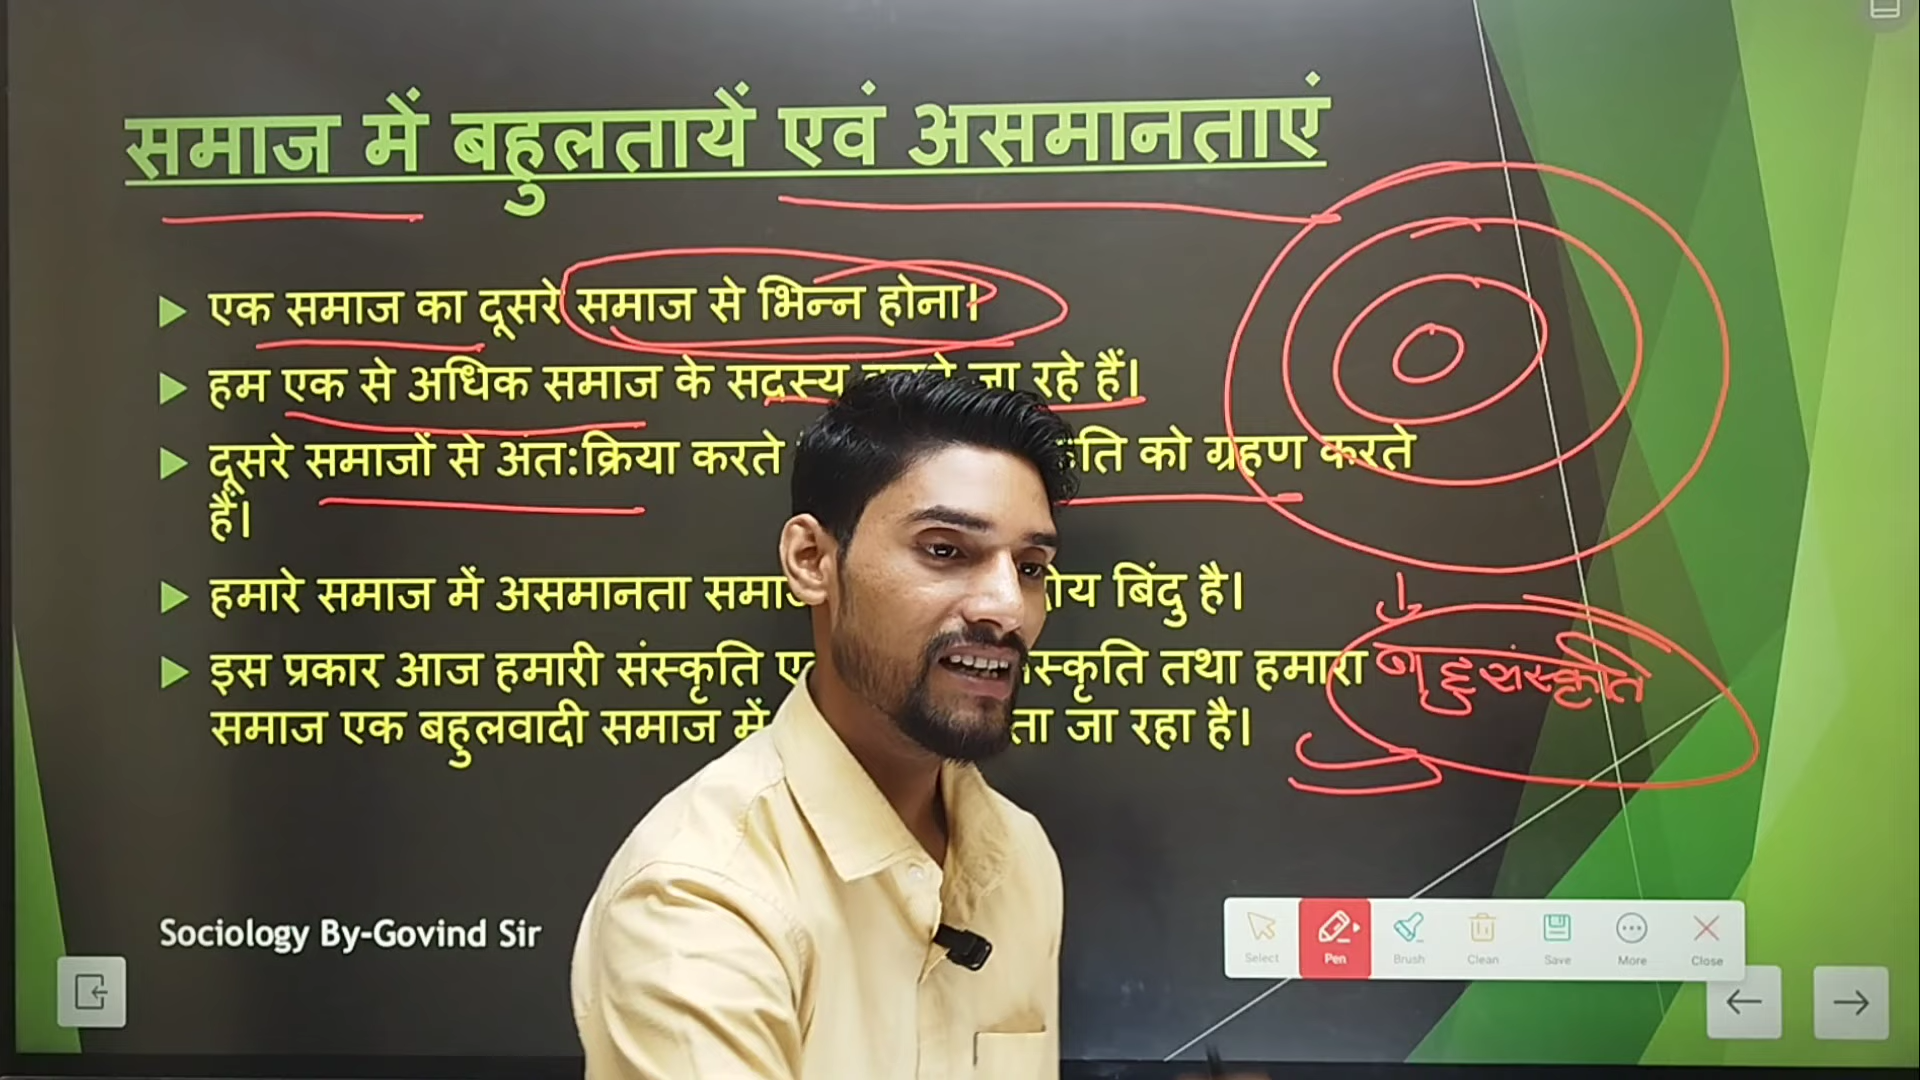 समाज में बहुलतायें एवं असमानताएं
एक समाज का दूसरे समाज से भिन्न होना।
हम एक से अधिक समाज के सदस्य जा रहे हैं।
दूसरे समाजों से अंत:क्रिया करते को ग्रहण करते
हैं।
हमारे समाज में असमानता बिंदु है।
इस प्रकार आज हमारी संस्कृति तथा हमारा
बहुसंस्कृति
समाज एक बहुलवादी समाज में जा रहा है।
Sociology By-Govind Sir
Select Pen Brush Clean Save More Close